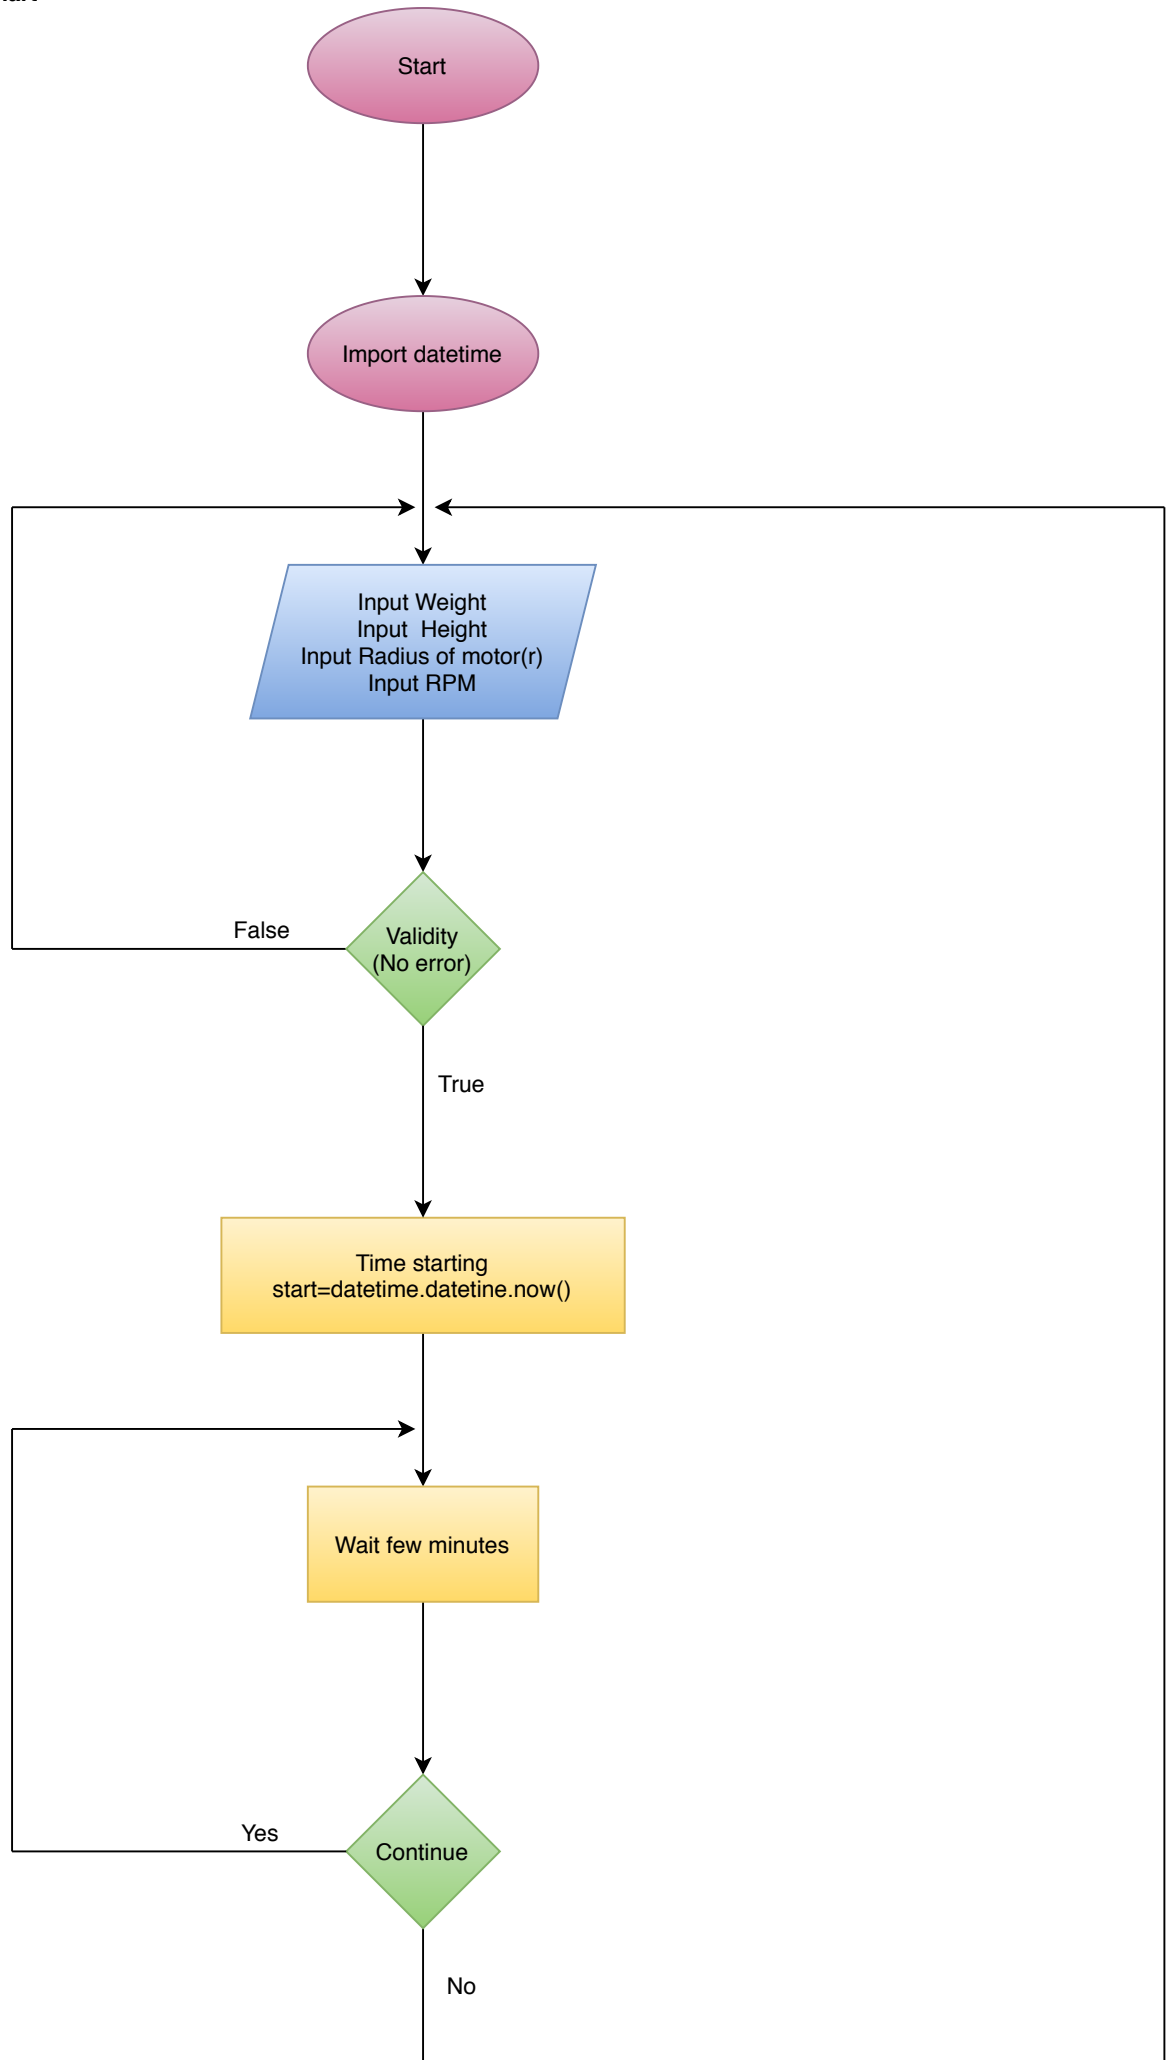 Start
Import datetime
Input Weight
Input Height
Input Radius of motor(r)
Input RPM
False
Validity
(No error)
True
Time starting
start=datetime.datetine.now()
Wait few minutes
Yes
Continue
No